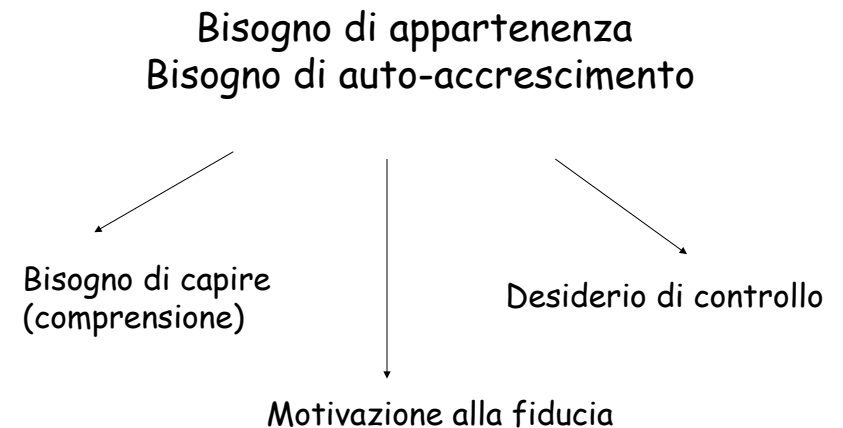 Bisogno di appartenenza
Bisogno di auto-accrescimento
Bisogno di capire
(comprensione)
Desiderio di controllo
Motivazione alla fiducia